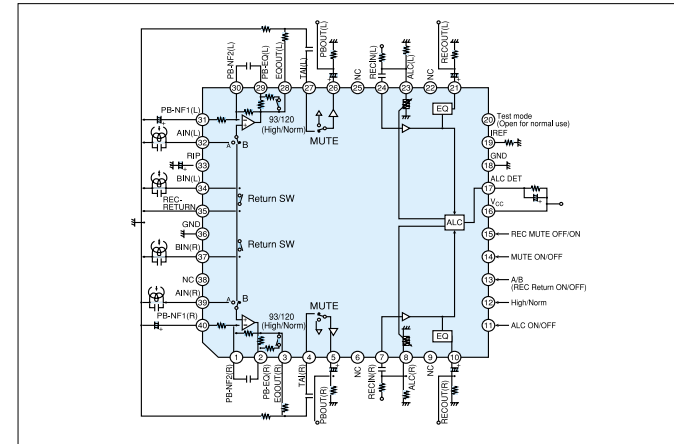 PB-NF2(L)
PB-EQ(L)
EQOUT(L)
TAI(L)
PBOUT(L)
RECIN(L)
ALC(L)
RECOUT(L)
30
29
28
27
26
25
NC
24
23
22
NC
21
PB-NF1(L)
31
93/120
(High/Norm)
MUTE
EQ
20
Test mode
(Open for normal use)
AIN(L)
32
A
B
19
IREF
RIP
33
18
GND
BIN(L)
34
Return SW
17
ALC DET
REC-
RETURN
35
ALC
16
VCC
GND
36
Return SW
15
REC MUTE OFF/ON
BIN(R)
37
14
MUTE ON/OFF
NC
38
13
A/B
(REC Return ON/OFF)
AIN(R)
39
A
B
12
High/Norm
PB-NF1(R)
40
93/120
(High/Norm)
MUTE
EQ
11
ALC ON/OFF
1
2
3
4
5
6
NC
7
8
9
NC
10
PB-NF2(R)
PB-EQ(R)
EQOUT(R)
TAI(R)
PBOUT(R)
RECIN(R)
ALC(R)
RECOUT(R)